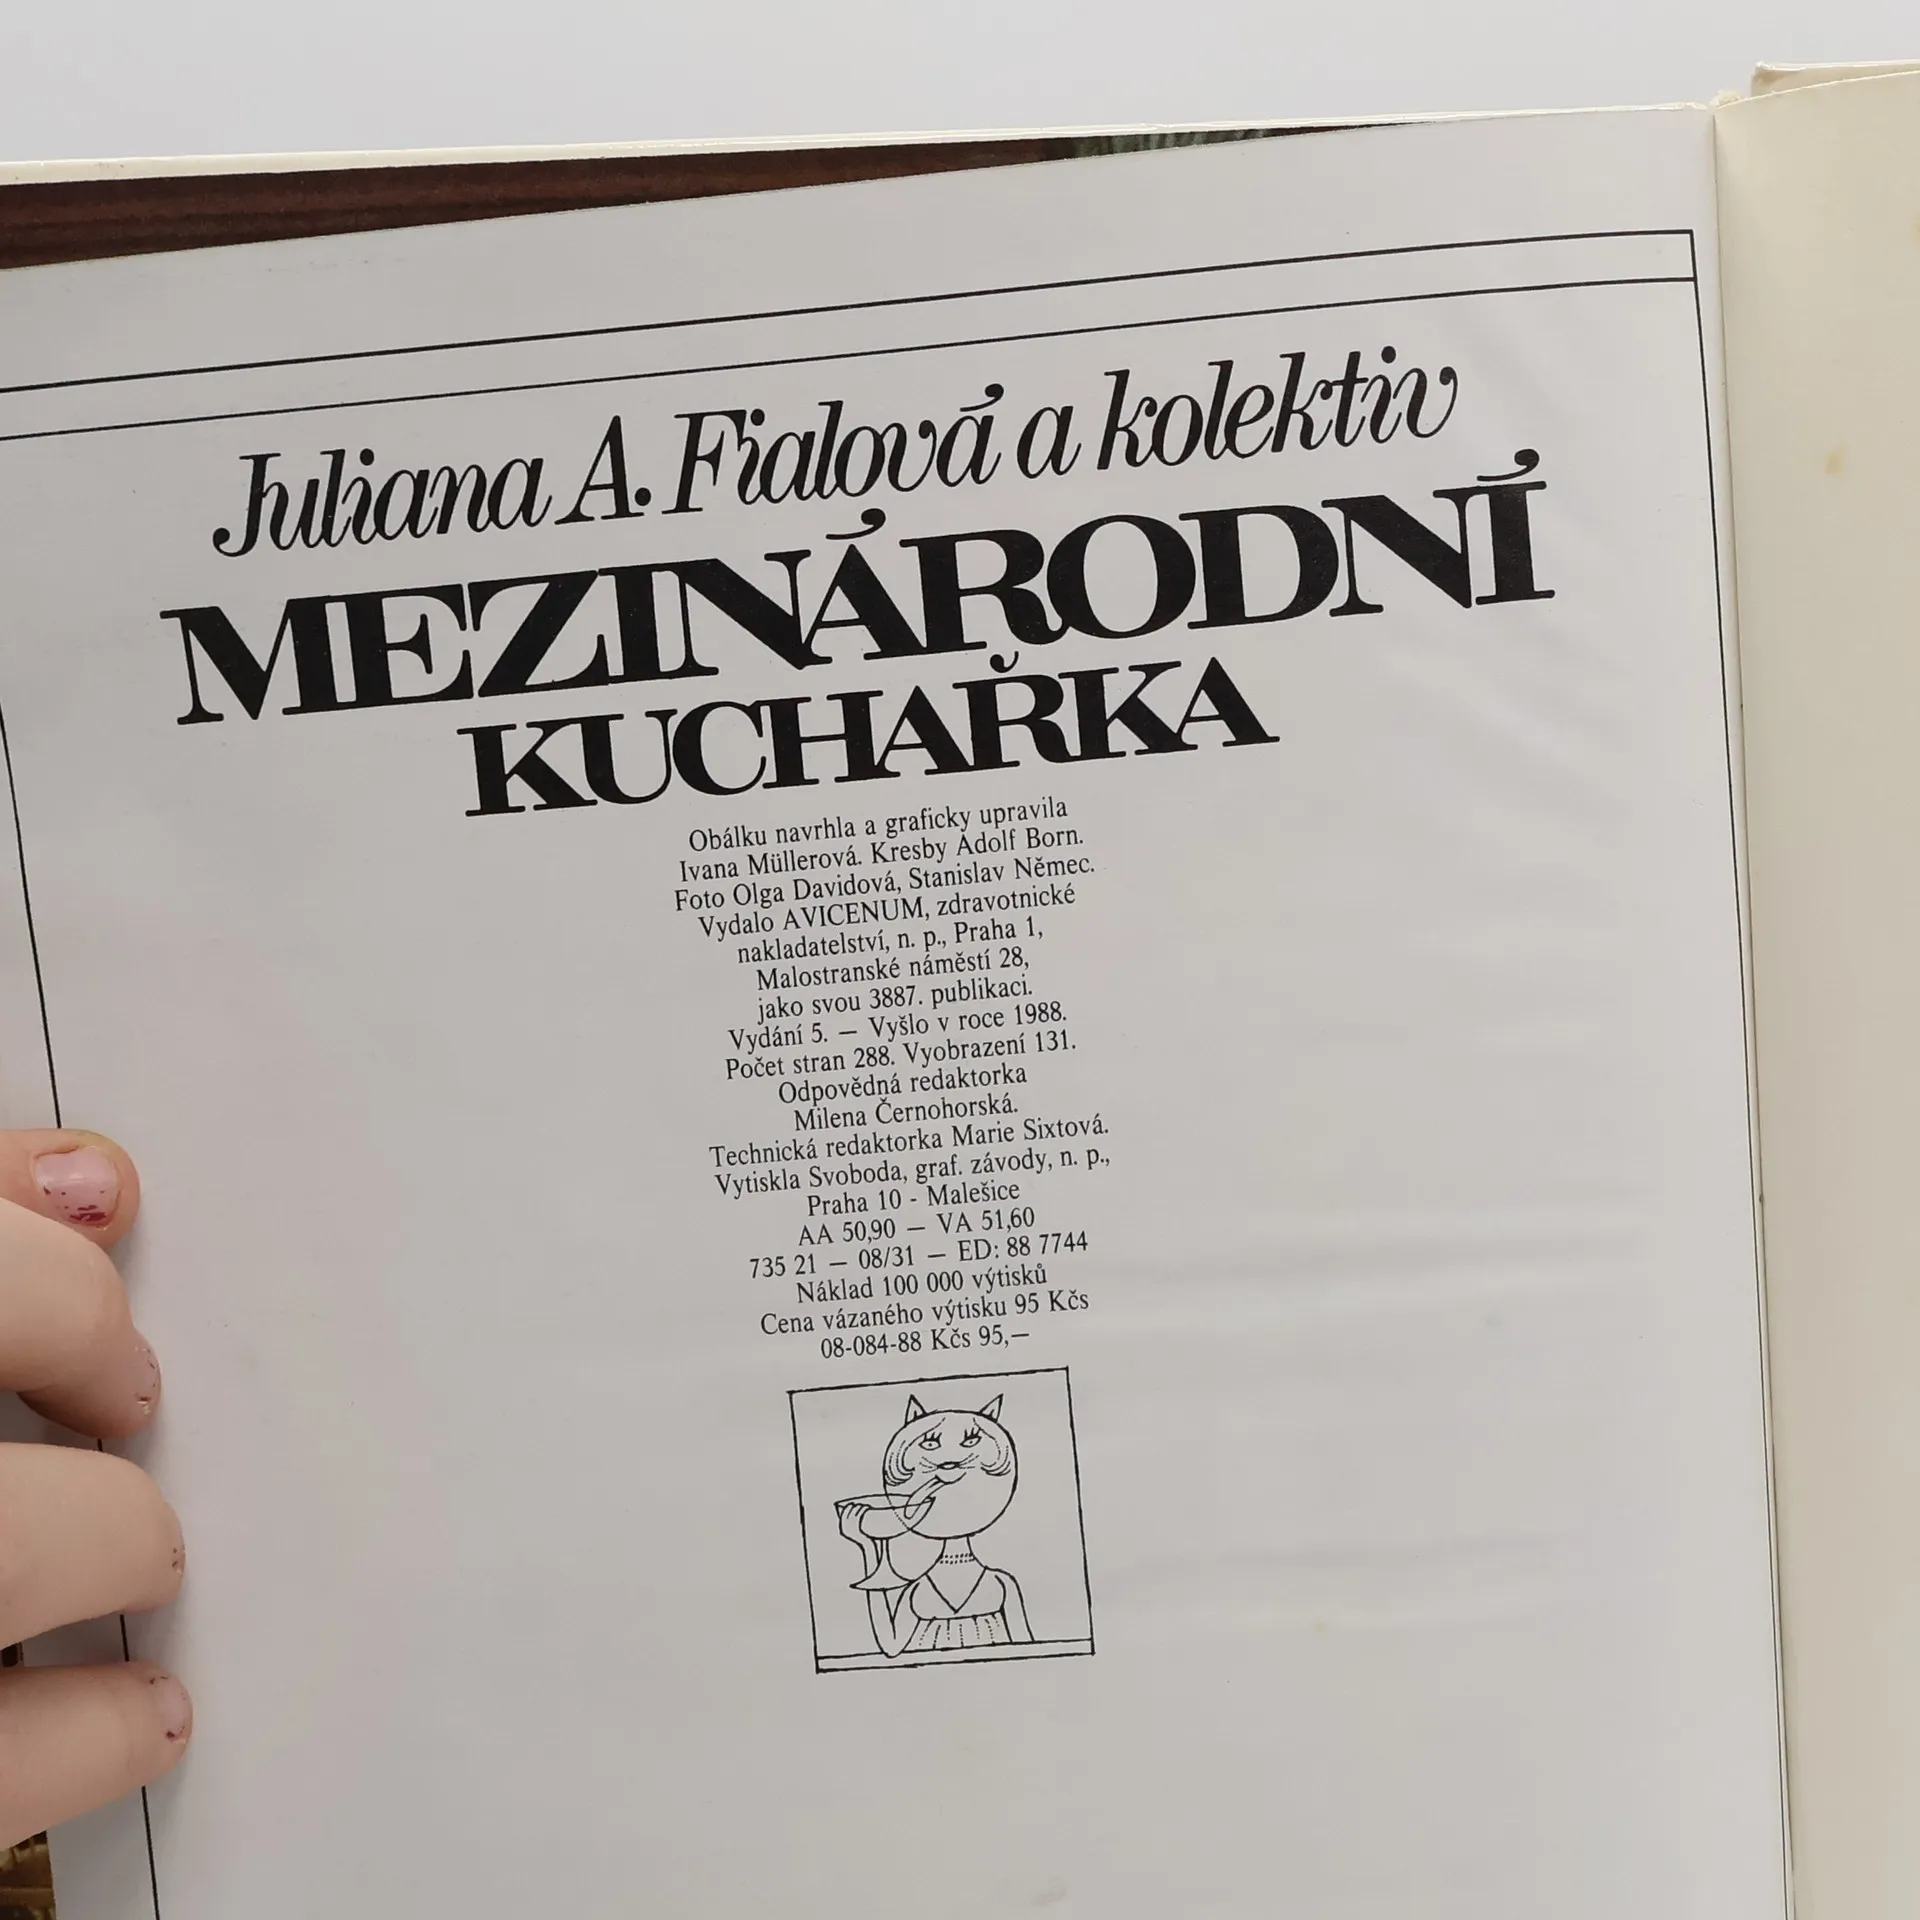 Juliana A. Fialová a kolektiv
MEZINÁRODNÍ
KUCHAŘKA
Obálku navrhla a graficky upravila
Ivana Müllerová. Kresby Adolf Born.
Foto Olga Davidová, Stanislav Němec.
Vydalo AVICENUM, zdravotnické
nakladatelství, n. p., Praha 1,
Malostranské náměstí 28,
jako svou 3887. publikaci.
Vydání 5. — Vyšlo v roce 1988.
Počet stran 288. Vyobrazení 131.
Odpovědná redaktorka
Milena Černohorská.
Technická redaktorka Marie Sixtová.
Vytiskla Svoboda, graf. závody, n. p.,
Praha 10 - Malešice
AA 50,90 — VA 51,60
735 21 — 08/31 — ED: 88 7744
Náklad 100 000 výtisků
Cena vázaného výtisku 95 Kčs
08-084-88 Kčs 95,—